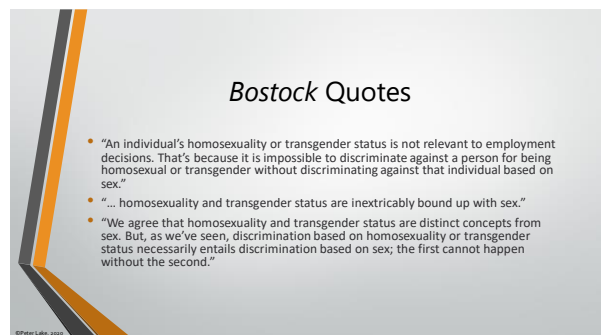 Bostock Quotes
• “An individual’s homosexuality or transgender status is not relevant to employment
decisions. That’s because it is impossible to discriminate against a person for being
homosexual or transgender without discriminating against that individual based on
sex.”
• “… homosexuality and transgender status are inextricably bound up with sex.”
• “We agree that homosexuality and transgender status are distinct concepts from
sex. But, as we’ve seen, discrimination based on homosexuality or transgender
status necessarily entails discrimination based on sex; the first cannot happen
without the second.”
©Peter Lake, 2020